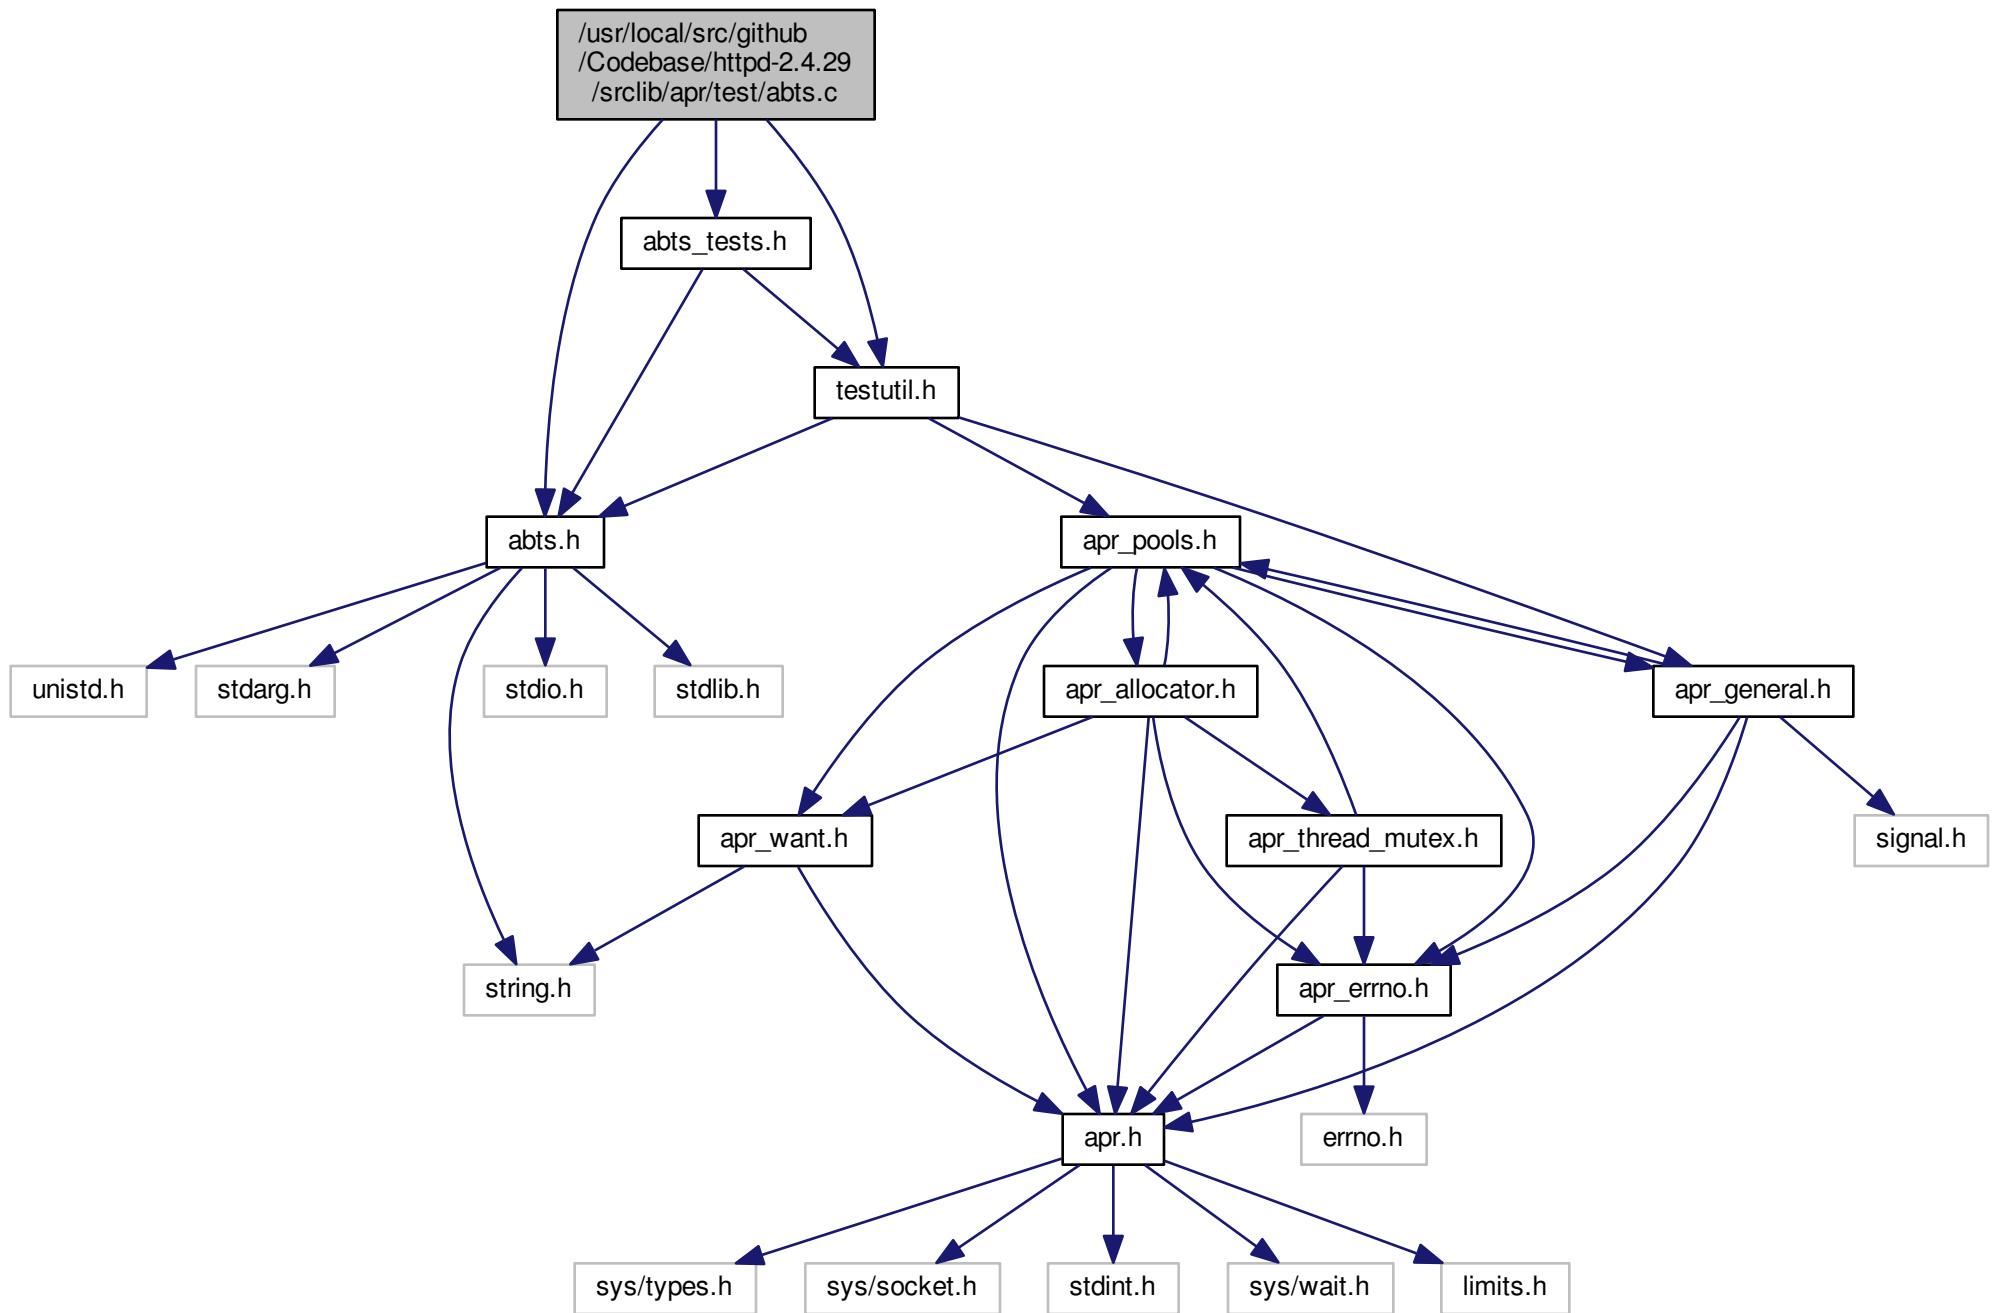 /usr/local/src/github
/Codebase/httpd-2.4.29
/srclib/apr/test/abts.c
abts_tests.h
testutil.h
abts.h
apr_pools.h
unistd.h
stdarg.h
stdio.h
stdlib.h
apr_allocator.h
apr_general.h
apr_want.h
apr_thread_mutex.h
signal.h
string.h
apr_errno.h
apr.h
errno.h
sys/types.h
sys/socket.h
stdint.h
sys/wait.h
limits.h